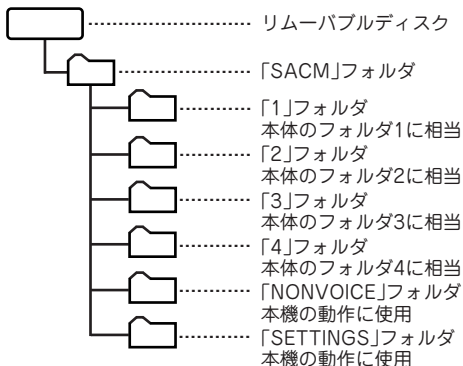 リムーバブルディスク
「SACM」フォルダ
「1」フォルダ
本体のフォルダ1に相当
「2」フォルダ
本体のフォルダ2に相当
「3」フォルダ
本体のフォルダ3に相当
「4」フォルダ
本体のフォルダ4に相当
「NONVOICE」フォルダ
本機の動作に使用
「SETTINGS」フォルダ
本機の動作に使用